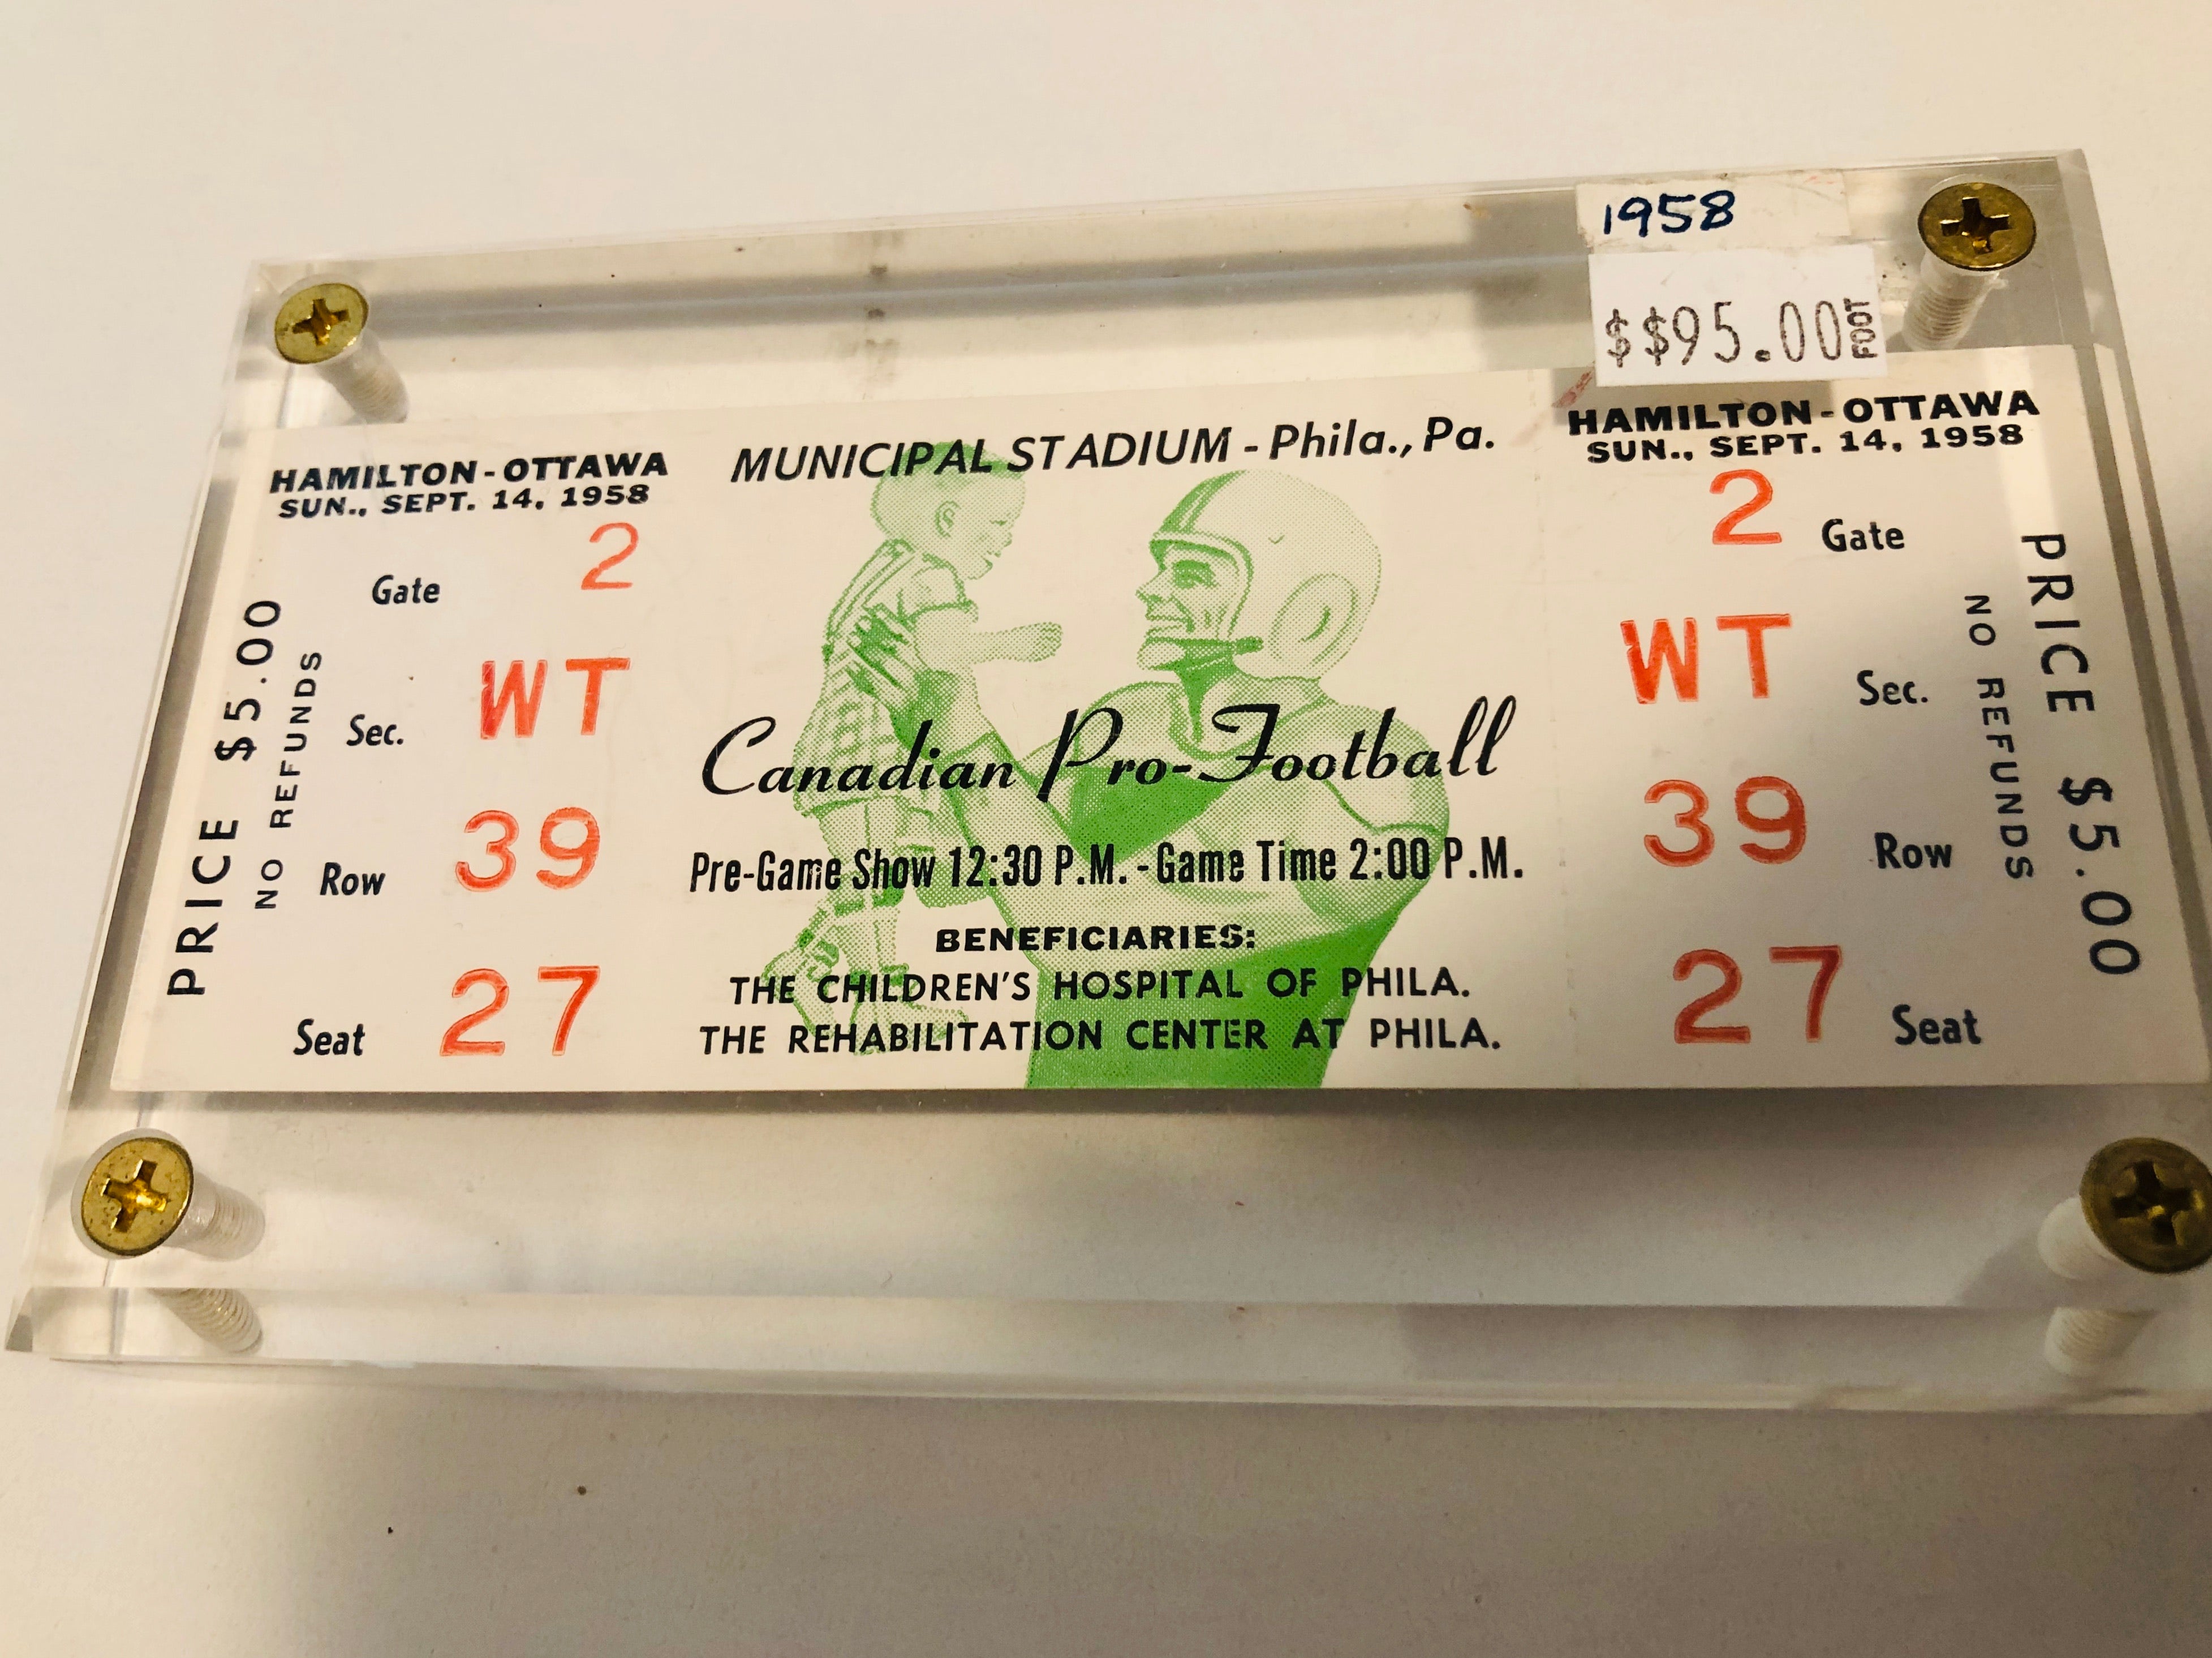 1958
$$95.00
FOOT
HAMILTON-OTTAWA
SUN., SEPT. 14, 1958
Gate 2
Sec. WT
Row 39
Seat 27
PRICE $5.00
NO REFUNDS
MUNICIPAL STADIUM - Phila., Pa.
Canadian Pro-Football
Pre-Game Show 12:30 P.M. - Game Time 2:00 P.M.
BENEFICIARIES:
THE CHILDREN'S HOSPITAL OF PHILA.
THE REHABILITATION CENTER AT PHILA.
HAMILTON-OTTAWA
SUN., SEPT. 14, 1958
2 Gate
WT Sec.
39 Row
27 Seat
NO REFUNDS
PRICE $5.00